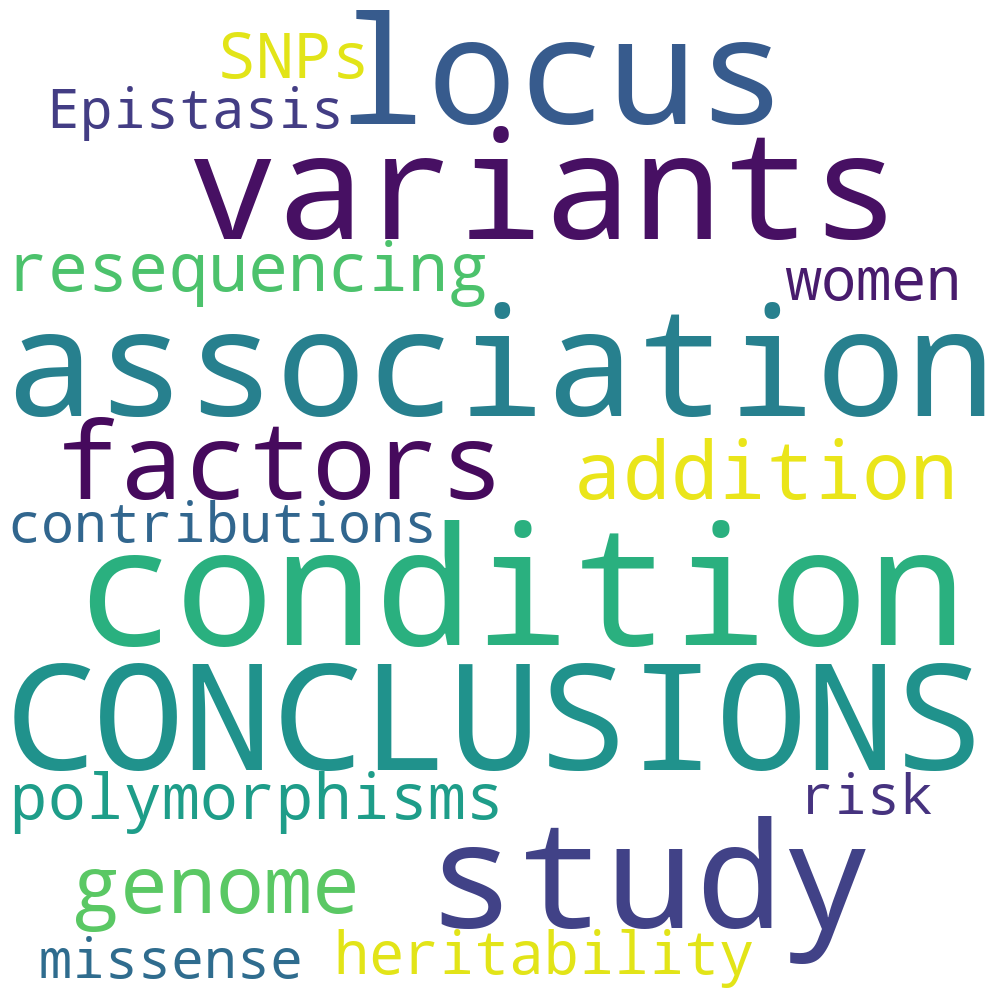 SNPs
locus
Epistasis
variants
resequencing
women
association
factors
addition
contributions
condition
CONCLUSIONS
polymorphisms
risk
study
genome
heritability
missense